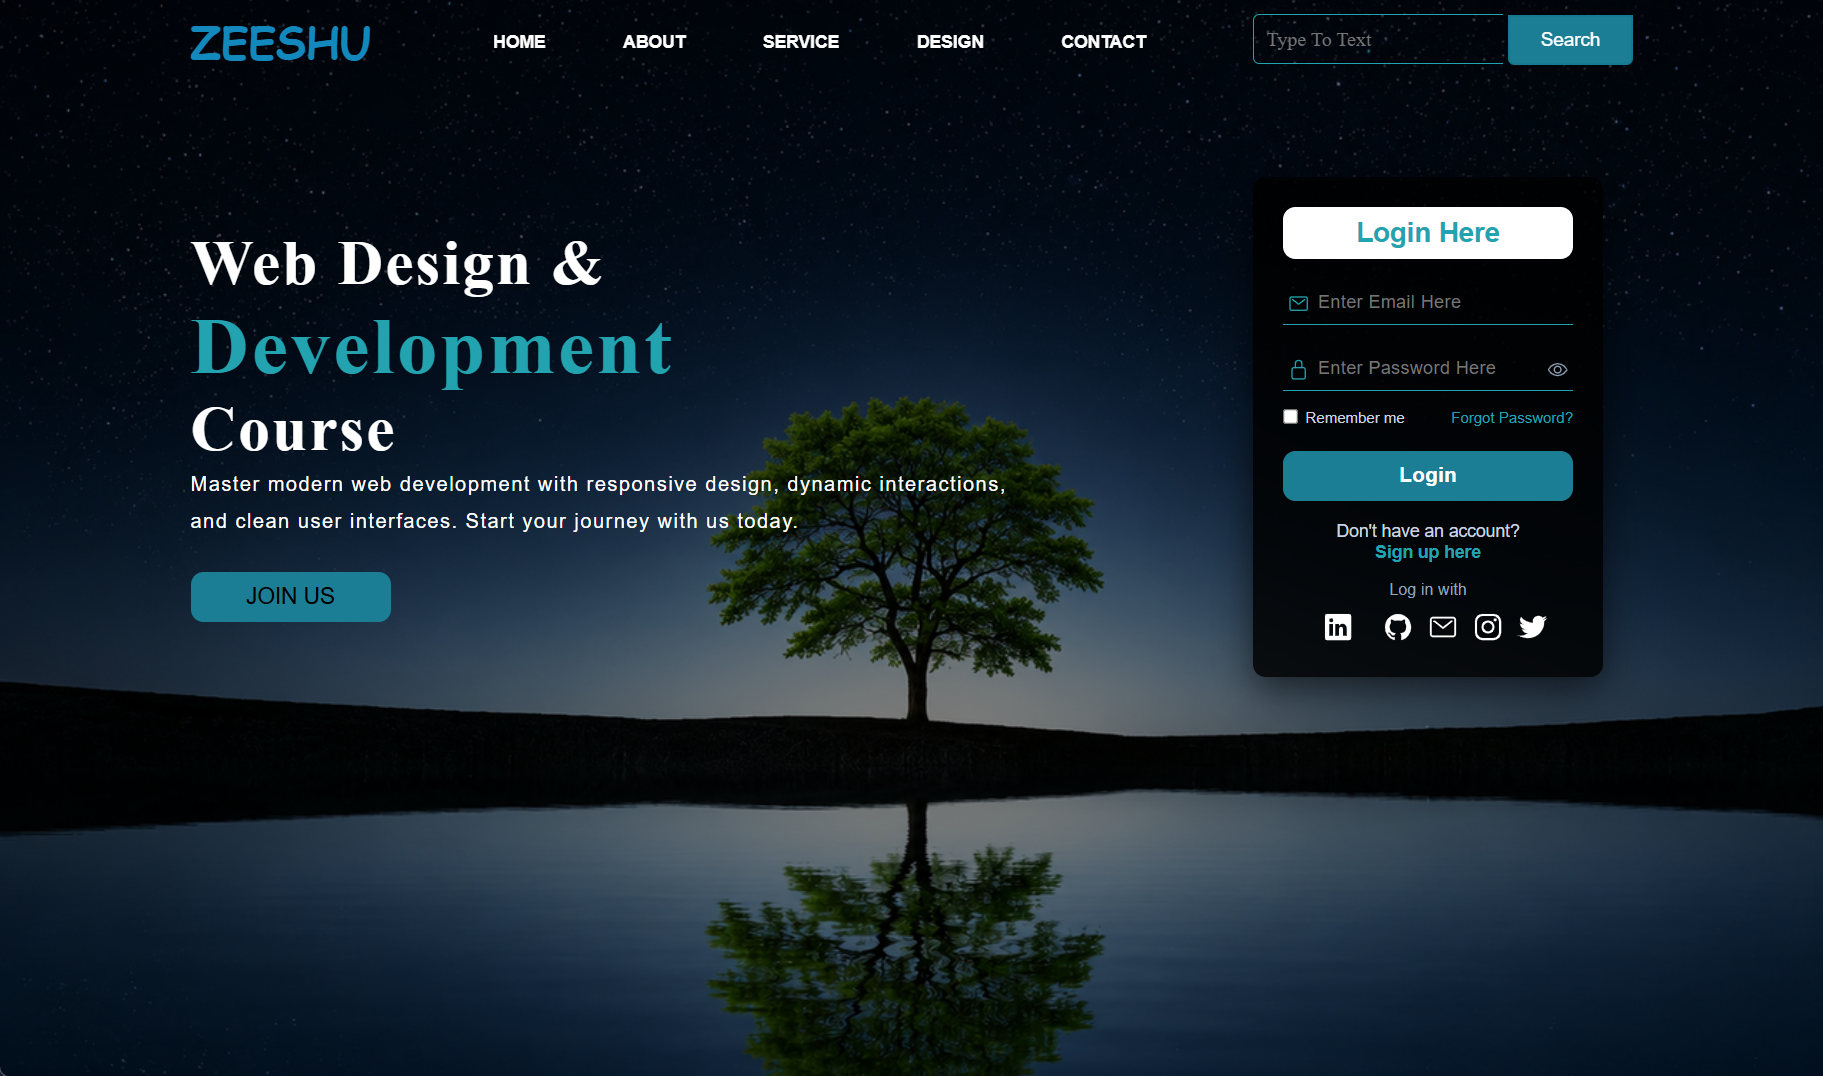 ZEESHU
HOME ABOUT SERVICE DESIGN CONTACT
Type To Text
Search
Web Design &
Development
Course
Master modern web development with responsive design, dynamic interactions,
and clean user interfaces. Start your journey with us today.
JOIN US
Login Here
Enter Email Here
Enter Password Here
Remember me Forgot Password?
Login
Don't have an account?
Sign up here
Log in with
in